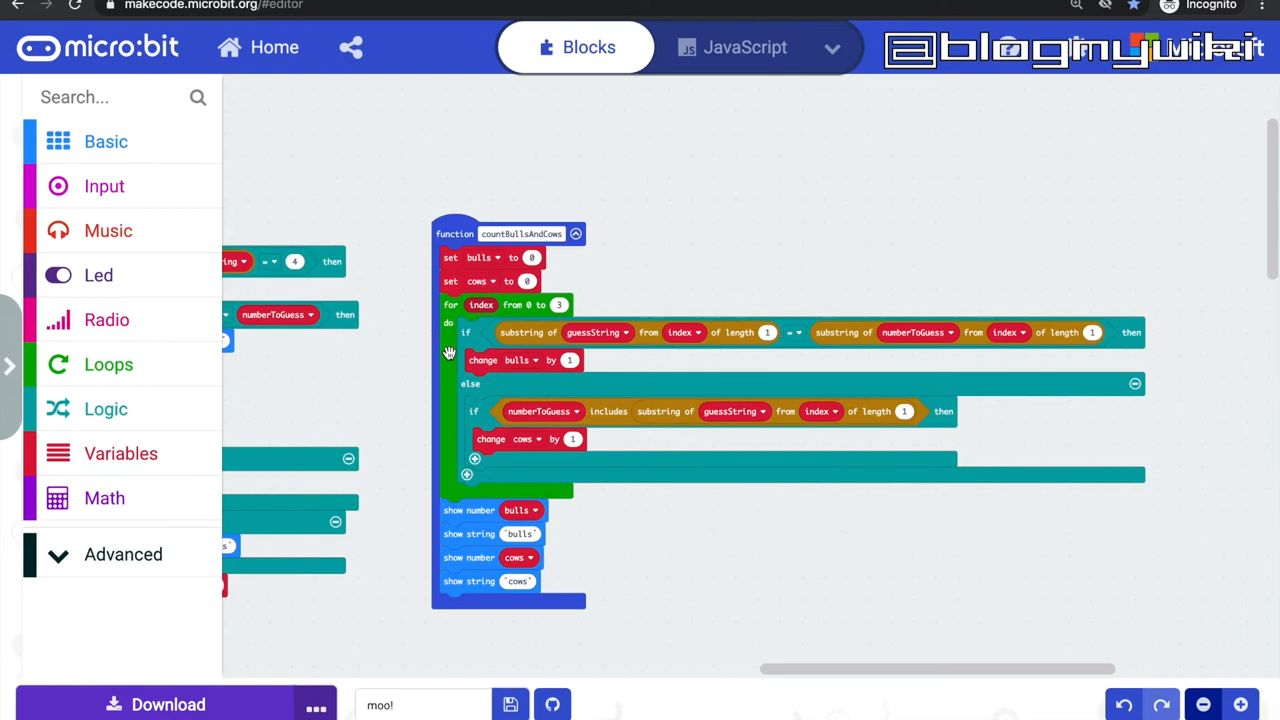 makecode.microbit.org/#editor
Incognito
micro:bit
Home
Blocks
JS JavaScript
@blogmywiki
Search...
Basic
Input
Music
Led
Radio
Loops
Logic
Variables
Math
Advanced
ing = 4 then
numberToGuess then
function countBullsAndCows
set bulls to 0
set cows to 0
for index from 0 to 3
do
if substring of guessString from index of length 1 = substring of numberToGuess from index of length 1 then
change bulls by 1
else
if numberToGuess includes substring of guessString from index of length 1 then
change cows by 1
show number bulls
show string "bulls"
show number cows
show string "cows"
s"
Download
...
moo!